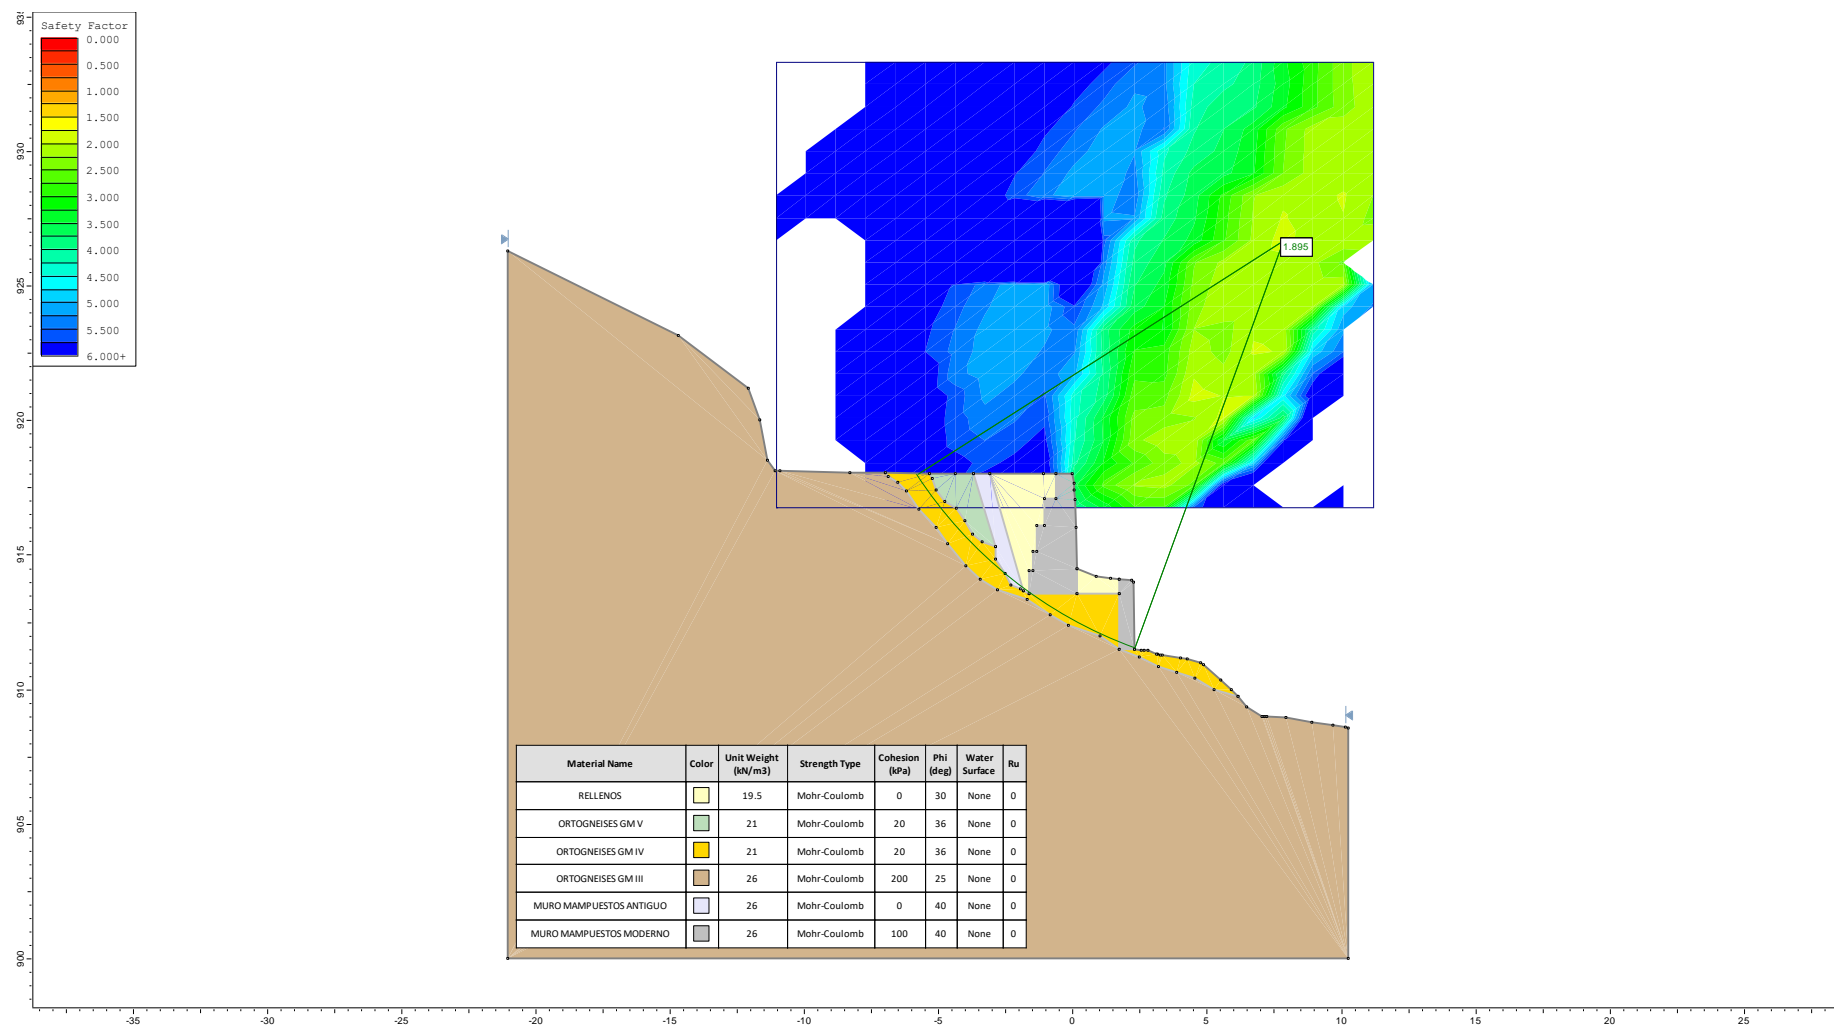 Safety Factor
0.000
0.500
1.000
1.500
2.000
2.500
3.000
3.500
4.000
4.500
5.000
5.500
6.000+
930
925
920
915
910
905
900
1.895
Material Name Color Unit Weight (kN/m3) Strength Type Cohesion (kPa) Phi (deg) Water Surface Ru
RELLENOS 19.5 Mohr-Coulomb 0 30 None 0
ORTOGNEISES GM V 21 Mohr-Coulomb 20 36 None 0
ORTOGNEISES GM IV 21 Mohr-Coulomb 20 36 None 0
ORTOGNEISES GM III 26 Mohr-Coulomb 200 25 None 0
MURO MAMPUESTOS ANTIGUO 26 Mohr-Coulomb 0 40 None 0
MURO MAMPUESTOS MODERNO 26 Mohr-Coulomb 100 40 None 0
-35 -30 -25 -20 -15 -10 -5 0 5 10 15 20 25